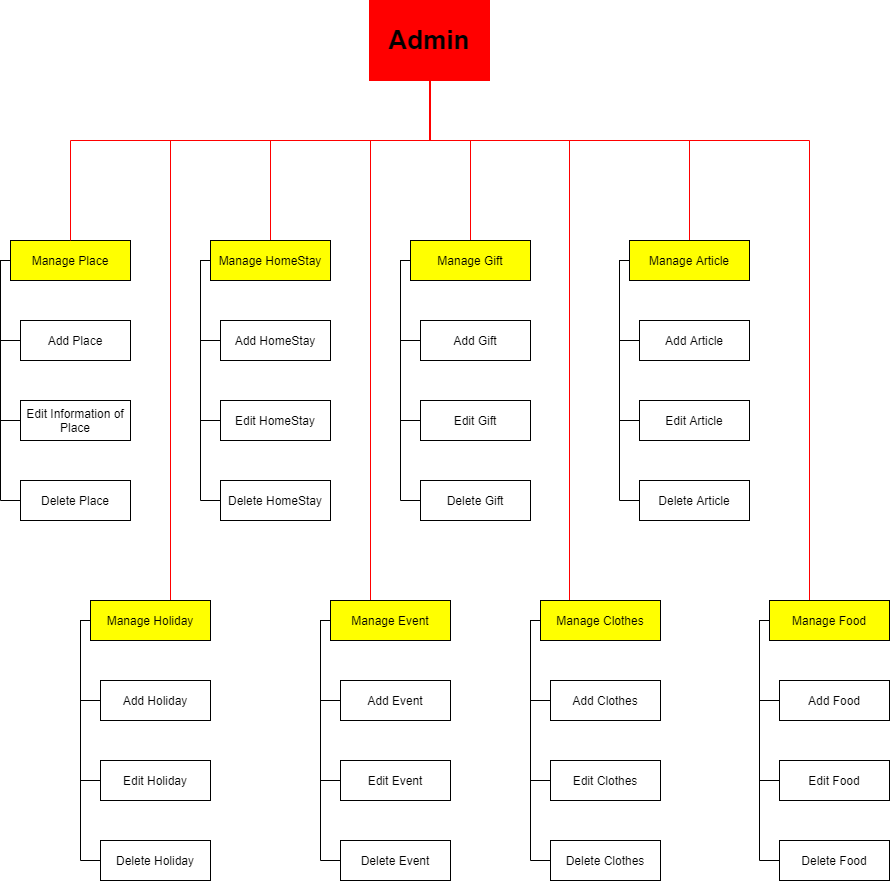 Admin
Manage Place
Manage HomeStay
Manage Gift
Manage Article
Add Place
Add HomeStay
Add Gift
Add Article
Edit Information of
Place
Edit HomeStay
Edit Gift
Edit Article
Delete Place
Delete HomeStay
Delete Gift
Delete Article
Manage Holiday
Manage Event
Manage Clothes
Manage Food
Add Holiday
Add Event
Add Clothes
Add Food
Edit Holiday
Edit Event
Edit Clothes
Edit Food
Delete Holiday
Delete Event
Delete Clothes
Delete Food